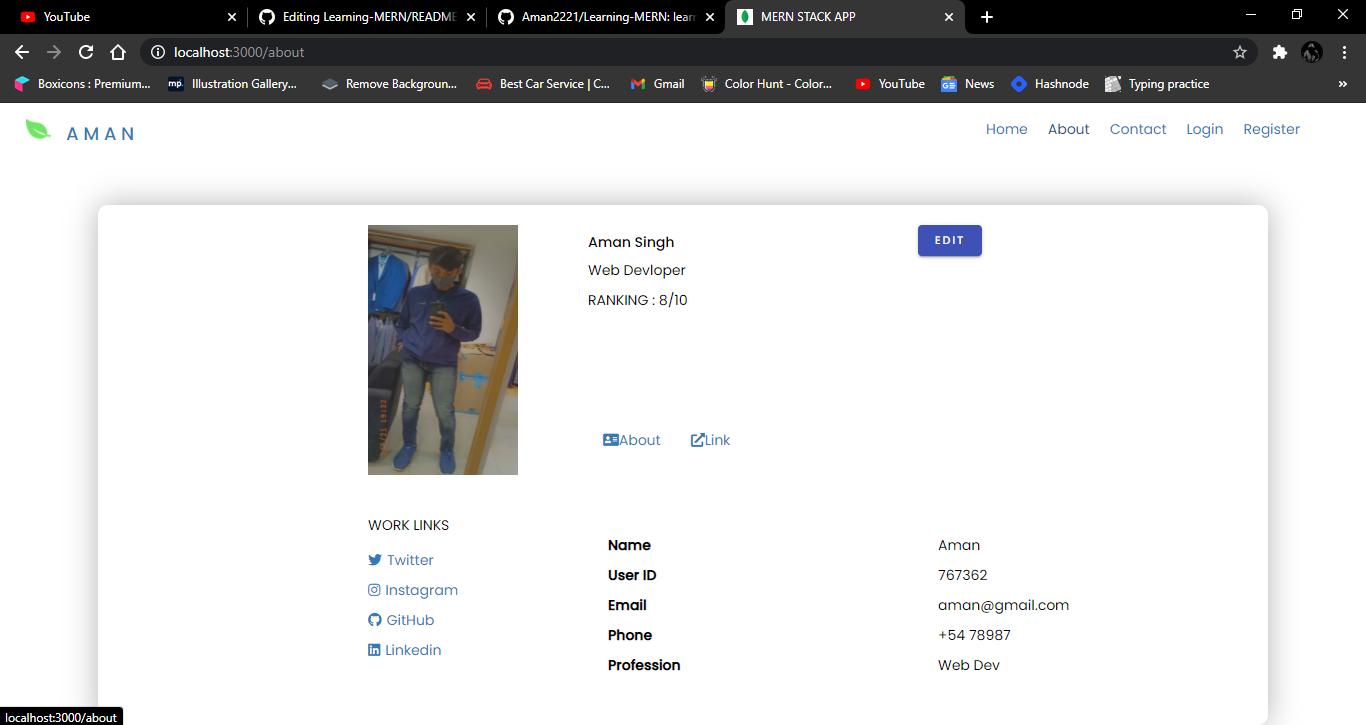 YouTube
Editing Learning-MERN/README
Aman2221/Learning-MERN: lear
MERN STACK APP
localhost:3000/about
Boxicons : Premium...
mp
Illustration Gallery...
Remove Backgroun...
Best Car Service | C...
Gmail
Color Hunt - Color...
YouTube
News
Hashnode
Typing practice
»
AMAN
Home
About
Contact
Login
Register
Aman Singh
EDIT
Web Devloper
RANKING : 8/10
About
Link
WORK LINKS
Twitter
Instagram
GitHub
Linkedin
Name Aman
User ID 767362
Email aman@gmail.com
Phone +54 78987
Profession Web Dev
localhost:3000/about